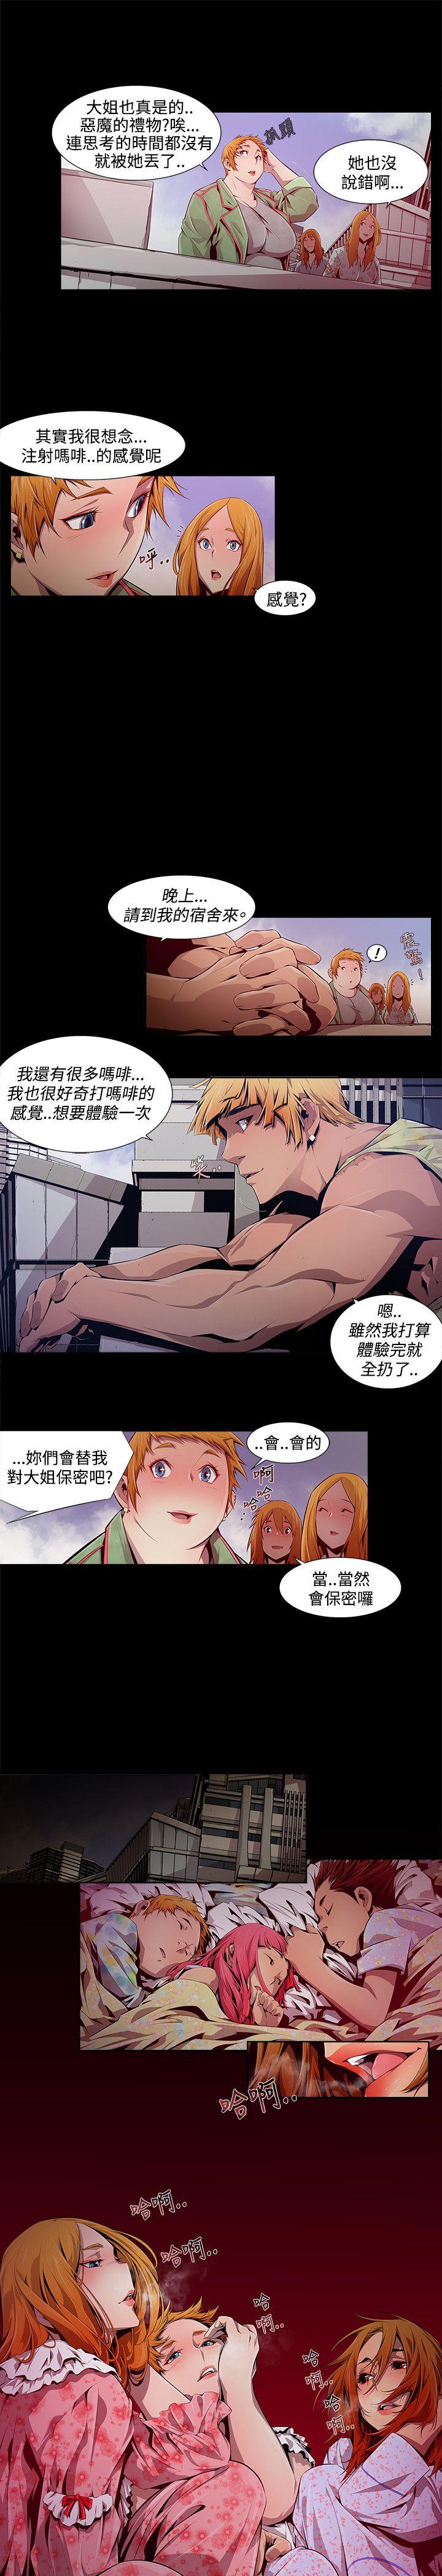 大姐也真是的..
惡魔的禮物?唉...
連思考的時間都沒有
就被她丟了..
扒頭
她也沒
說錯啊...
其實我很想念...
注射嗎啡..的感覺呢
呼..
感覺?
晚上...
請到我的宿舍來。
!
震驚!
我還有很多嗎啡...
我也很好奇打嗎啡的
感覺..想要體驗一次
嗯..
雖然我打算
體驗完就
全扔了..
...妳們會替我
對大姐保密吧?
..會..會的
啊
哈哈..
當..當然
會保密囉
哈啊..
哈啊..
哈啊..
哈
啊..
哈
啊..
哈
啊..